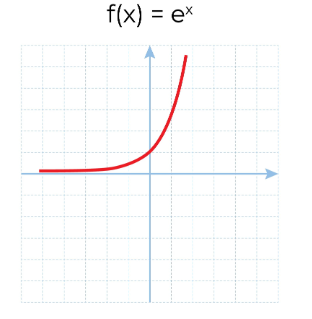 f(x) = eˣ